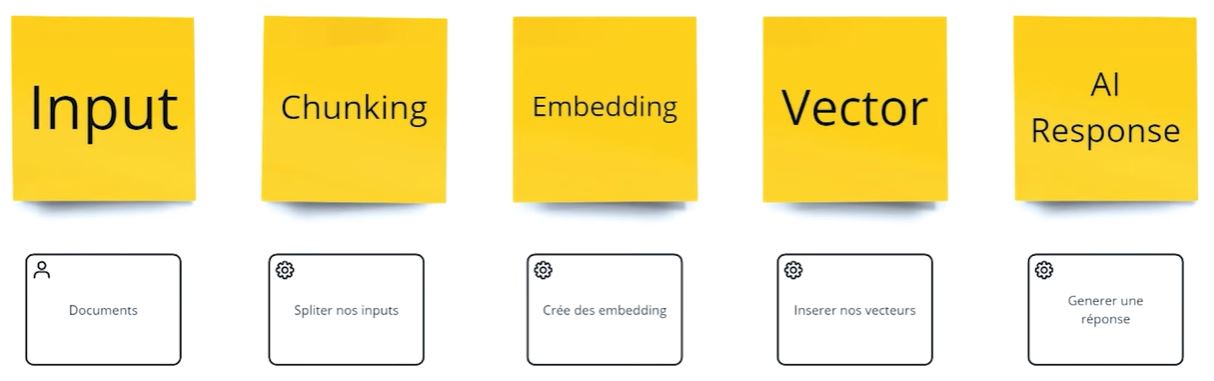 Input
Chunking
Embedding
Vector
AI
Response
Documents
Spliter nos inputs
Crée des embedding
Inserer nos vecteurs
Generer une
réponse